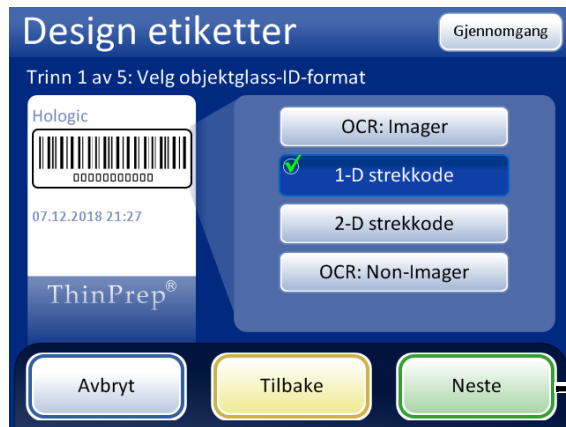 Design etiketter
Gjennomgang
Trinn 1 av 5: Velg objektglass-ID-format
Hologic
00000000000
07.12.2018 21:27
ThinPrep®
OCR: Imager
1-D strekkode
2-D strekkode
OCR: Non-Imager
Avbryt
Tilbake
Neste